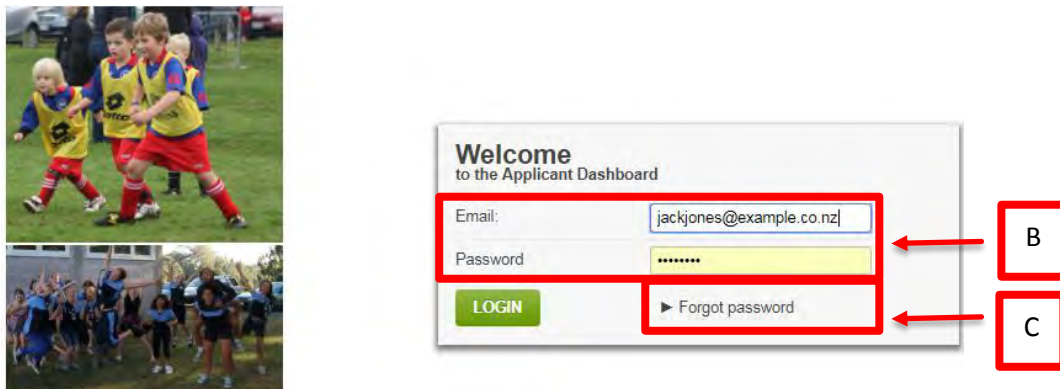 Welcome
to the Applicant Dashboard
Email: jackjones@example.co.nz
Password ••••••••
LOGIN ► Forgot password
B
C